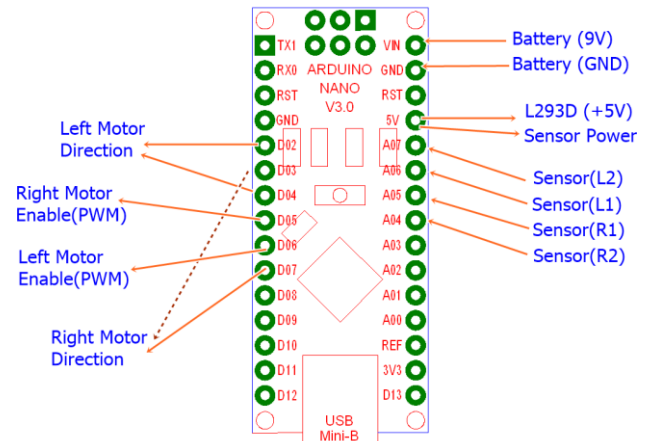 TX1
RX0
RST
GND
D02
D03
D04
D05
D06
D07
D08
D09
D10
D11
D12
ARDUINO
NANO
V3.0
VIN
GND
RST
5V
A07
A06
A05
A04
A03
A02
A01
A00
REF
3V3
D13
USB
Mini-B
Left Motor
Direction
Right Motor
Enable(PWM)
Left Motor
Enable(PWM)
Right Motor
Direction
Battery (9V)
Battery (GND)
L293D (+5V)
Sensor Power
Sensor(L2)
Sensor(L1)
Sensor(R1)
Sensor(R2)